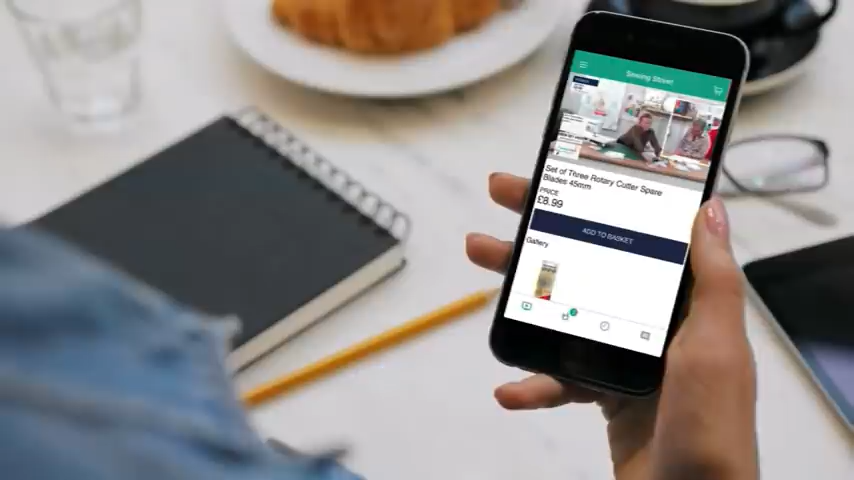 Sewing Street
Set of Three Rotary Cutter Spare
Blades 45mm
PRICE
£8.99
ADD TO BASKET
Gallery